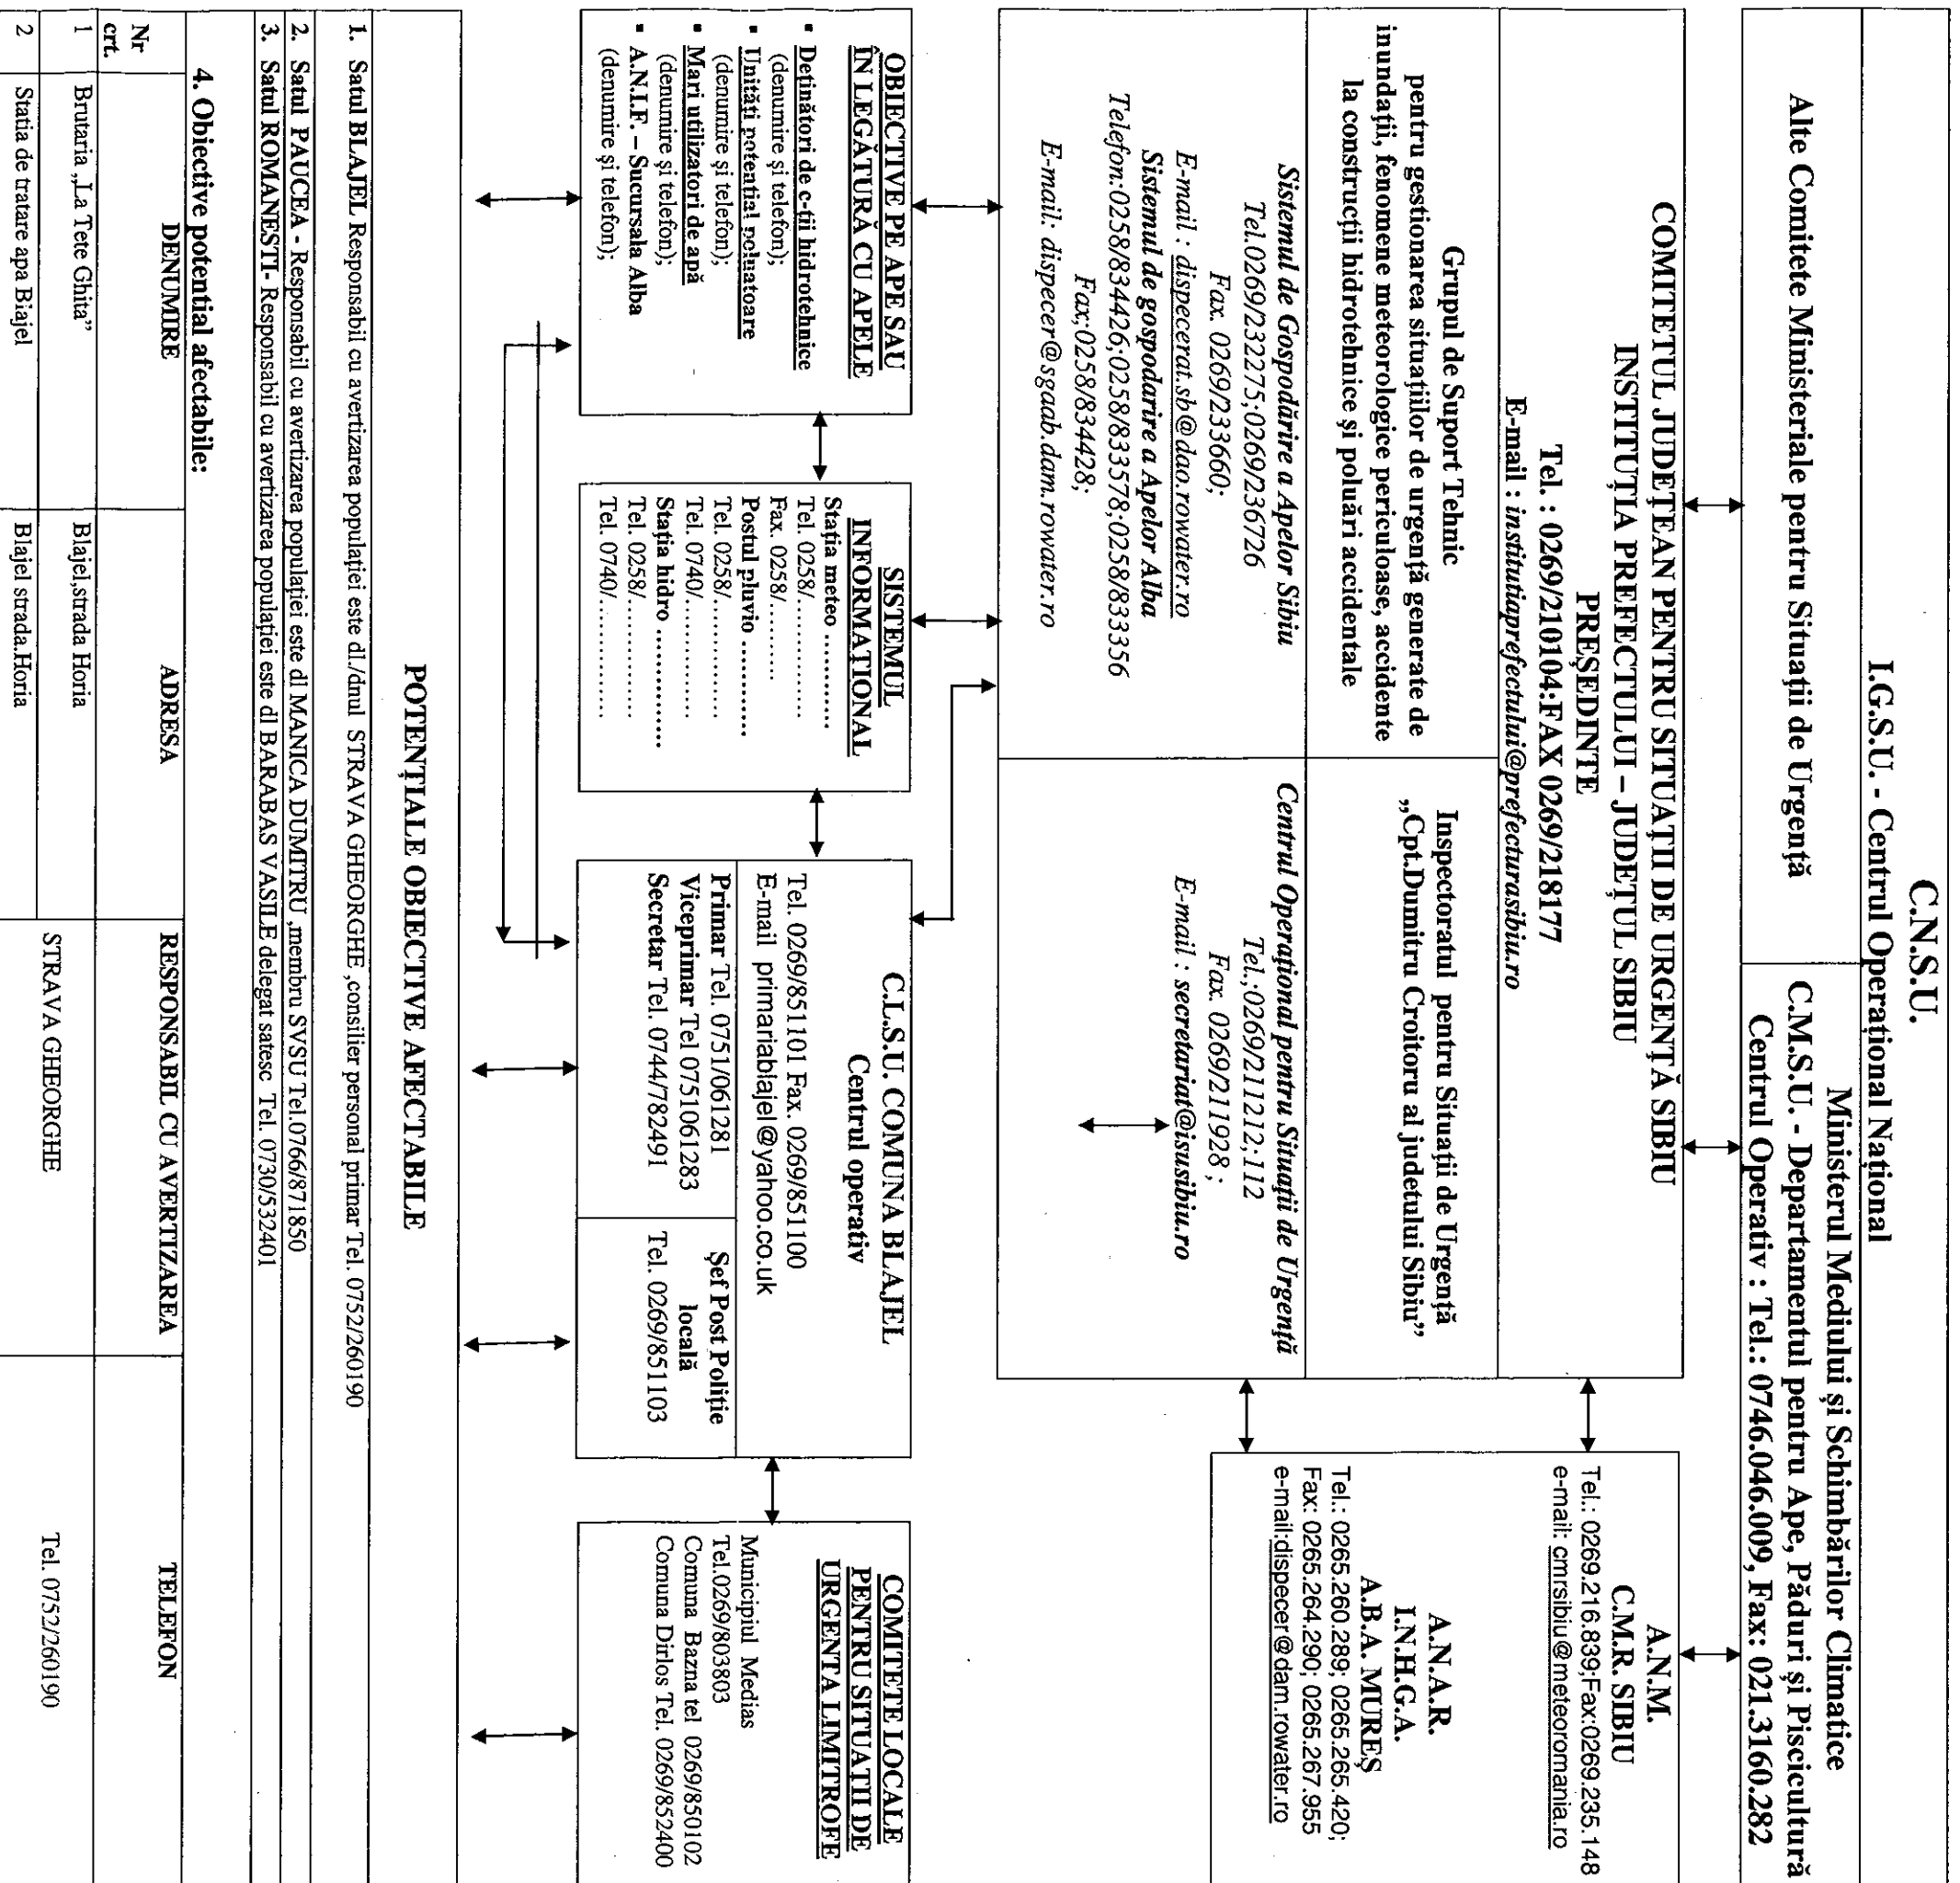 C.N.S.U.
I.G.S.U. - Centrul Operațional Național
Alte Comitete Ministeriale pentru Situații de Urgență
Ministerul Mediului și Schimbărilor Climatice
C.M.S.U. - Departamentul pentru Ape, Păduri și Piscicultură
Centrul Operativ : Tel.: 0746.046.009, Fax: 021.3160.282
COMITETUL JUDEȚEAN PENTRU SITUAȚII DE URGENȚĂ SIBIU
INSTITUȚIA PREFECTULUI – JUDEȚUL SIBIU
PREȘEDINTE
Tel. : 0269/210104:FAX 0269/218177
E-mail : institutiaprefectului@prefecturasibiu.ro
Grupul de Suport Tehnic
pentru gestionarea situațiilor de urgență generate de
inundații, fenomene meteorologice periculoase, accidente
la construcții hidrotehnice și poluări accidentale
Inspectoratul pentru Situații de Urgență
„Cpt.Dumitru Croitoru al judetului Sibiu”
Sistemul de Gospodărire a Apelor Sibiu
Tel.0269/232275;0269/236726
Fax. 0269/233660;
E-mail : dispecerat.sb@dao.rowater.ro
Sistemul de gospodarire a Apelor Alba
Telefon:0258/834426;0258/833578;0258/833356
Fax;0258/834428;
E-mail: dispecer@sgaab.dam.rowater.ro
Centrul Operațional pentru Situații de Urgență
Tel.;0269/211212;112
Fax. 0269/211928 ;
E-mail : secretariat@isusibiu.ro
A.N.M.
C.M.R. SIBIU
Tel.: 0269.216.839;Fax:0269.235.148
e-mail: cmrsibiu@meteoromania.ro
A.N.A.R.
I.N.H.G.A.
A.B.A. MUREȘ
Tel.: 0265.260.289; 0265.265.420;
Fax: 0265.264.290; 0265.267.955
e-mail:dispecer@dam.rowater.ro
OBIECTIVE PE APE SAU
ÎN LEGĂTURĂ CU APELE
▪ Deținători de c-ții hidrotehnice
(denumire și telefon);
▪ Unități potențial poluatoare
(denumire și telefon);
▪ Mari utilizatori de apă
(denumire și telefon);
▪ A.N.I.F. – Sucursala Alba
(denumire și telefon);
SISTEMUL
INFORMAȚIONAL
Stația meteo ............
Tel. 0258/..............
Fax. 0258/.........
Postul pluvio ...........
Tel. 0258/..............
Tel. 0740/..............
Stația hidro .............
Tel. 0258/..............
Tel. 0740/..............
C.L.S.U. COMUNA BLAJEL
Centrul operativ
Tel. 0269/851101 Fax. 0269/851100
E-mail primariablajel@yahoo.co.uk
Primar Tel. 0751/061281
Viceprimar Tel 0751061283
Secretar Tel. 0744/782491
Șef Post Poliție
locală
Tel. 0269/851103
COMITETE LOCALE
PENTRU SITUAȚII DE
URGENTA LIMITROFE
Municipiul Medias
Tel.0269/803803
Comuna Bazna tel 0269/850102
Comuna Dirlos Tel. 0269/852400
POTENȚIALE OBIECTIVE AFECTABILE
1. Satul BLAJEL Responsabil cu avertizarea populației este dl./dnul STRAVA GHEORGHE ,consilier personal primar Tel. 0752/260190
2. Satul PAUCEA - Responsabil cu avertizarea populației este dl MANICA DUMITRU ,membru SVSU Tel.0766/871850
3. Satul ROMANESTI- Responsabil cu avertizarea populației este dl BARABAS VASILE delegat satesc Tel. 0730/532401
4. Obiective potential afectabile:
Nr crt. DENUMIRE ADRESA RESPONSABIL CU AVERTIZAREA TELEFON
1 Brutaria „La Tete Ghita” Blajel,strada Horia
2 Statia de tratare apa Blajel Blajel strada.Horia STRAVA GHEORGHE Tel. 0752/260190